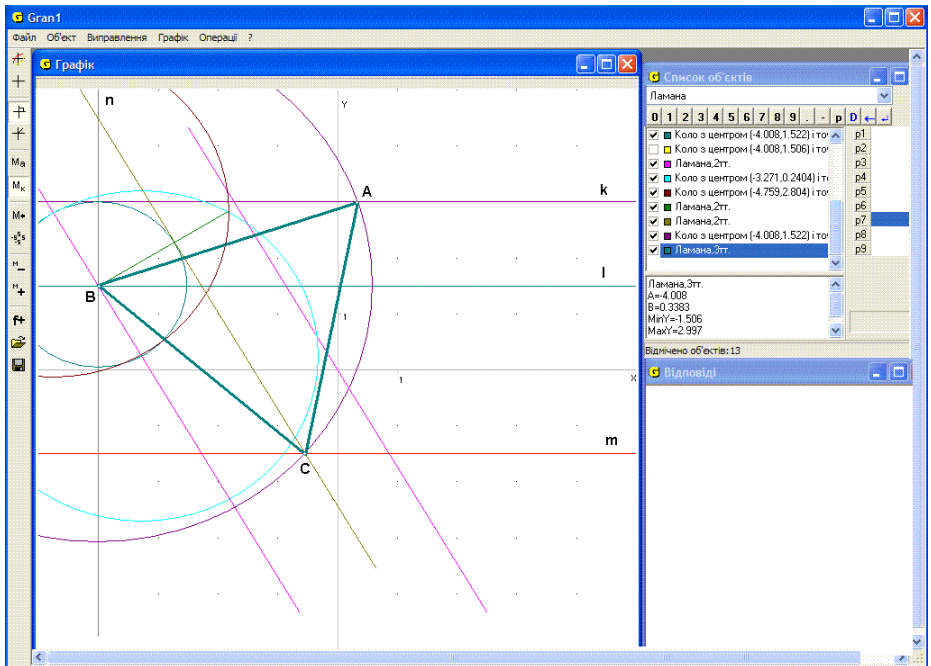 Gran1
Файл Об'єкт Виправлення Графік Операції ?
Графік
n
Y
A
k
B
l
1
1
X
m
C
Ma
Mк
M*
f+
Список об'єктів
Ламана
0 1 2 3 4 5 6 7 8 9 . - p D ← ↵
Коло з центром (-4.008,1.522) і то
Коло з центром (-4.008,1.506) і то
Ламана,2тт.
Коло з центром (-3.271,0.2404) і т
Коло з центром (-4.759,2.804) і то
Ламана,2тт.
Ламана,2тт.
Коло з центром (-4.008,1.522) і то
Ламана,3тт.
p1
p2
p3
p4
p5
p6
p7
p8
p9
Ламана,3тт.
A=-4.008
B=0.3383
MinY=-1.506
MaxY=2.997
Відмічено об'єктів:13
Відповіді